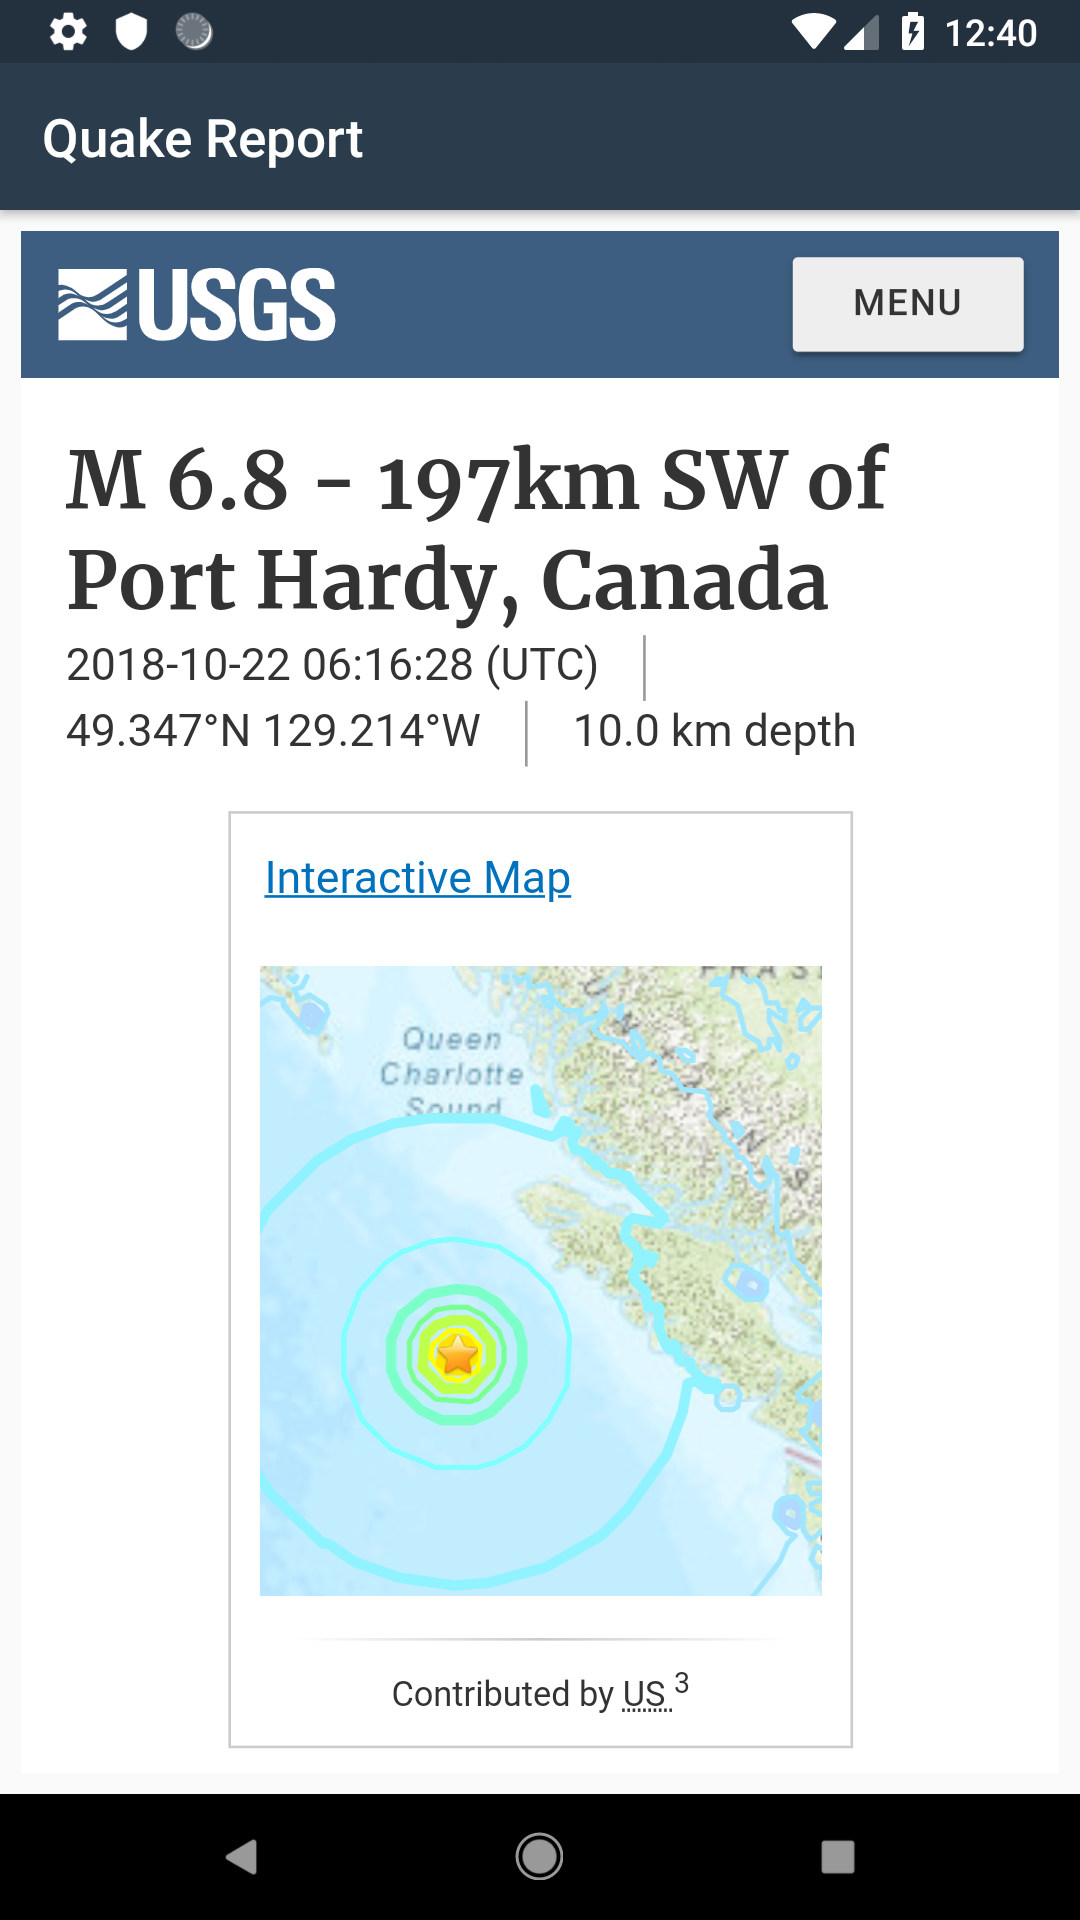 12:40
Quake Report
USGS
MENU
M 6.8 - 197km SW of
Port Hardy, Canada
2018-10-22 06:16:28 (UTC)
49.347°N 129.214°W
10.0 km depth
Interactive Map
Queen
Charlotte
Sound
Contributed by US 3